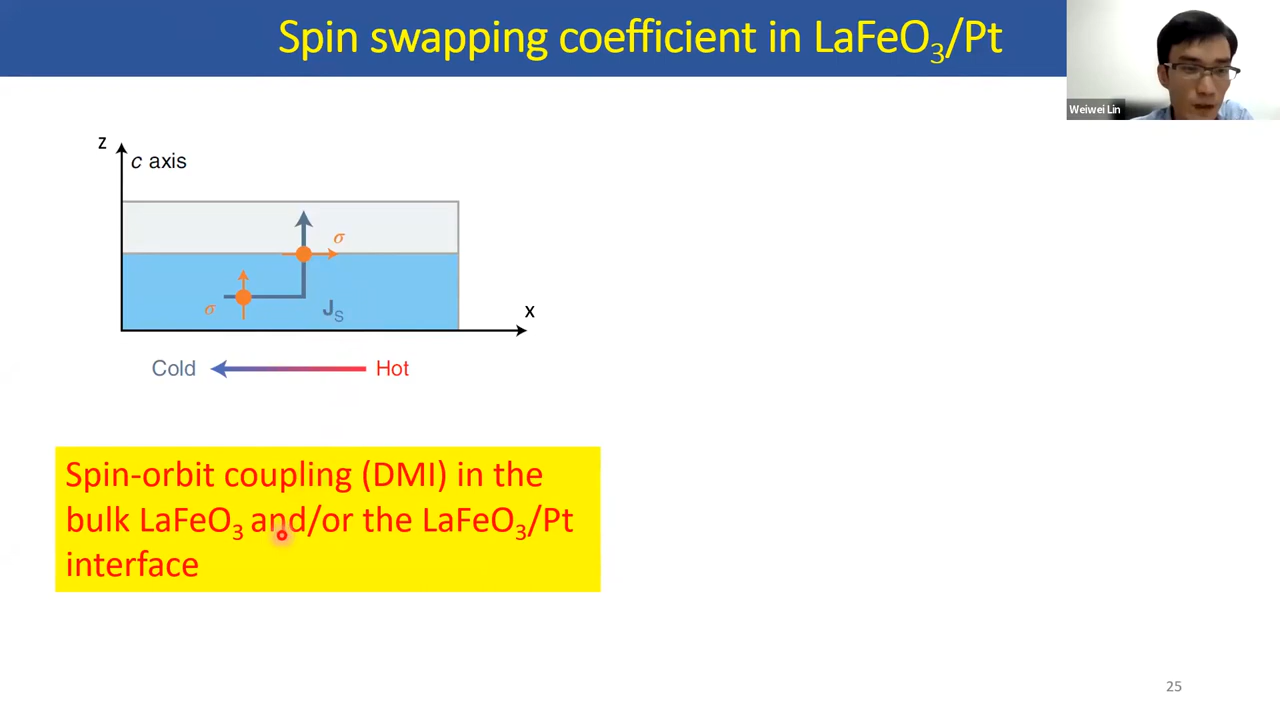 Spin swapping coefficient in LaFeO₃/Pt
Weiwei Lin
z
c axis
σ
σ
J_S
x
Cold
Hot
Spin-orbit coupling (DMI) in the
bulk LaFeO₃ and/or the LaFeO₃/Pt
interface
25